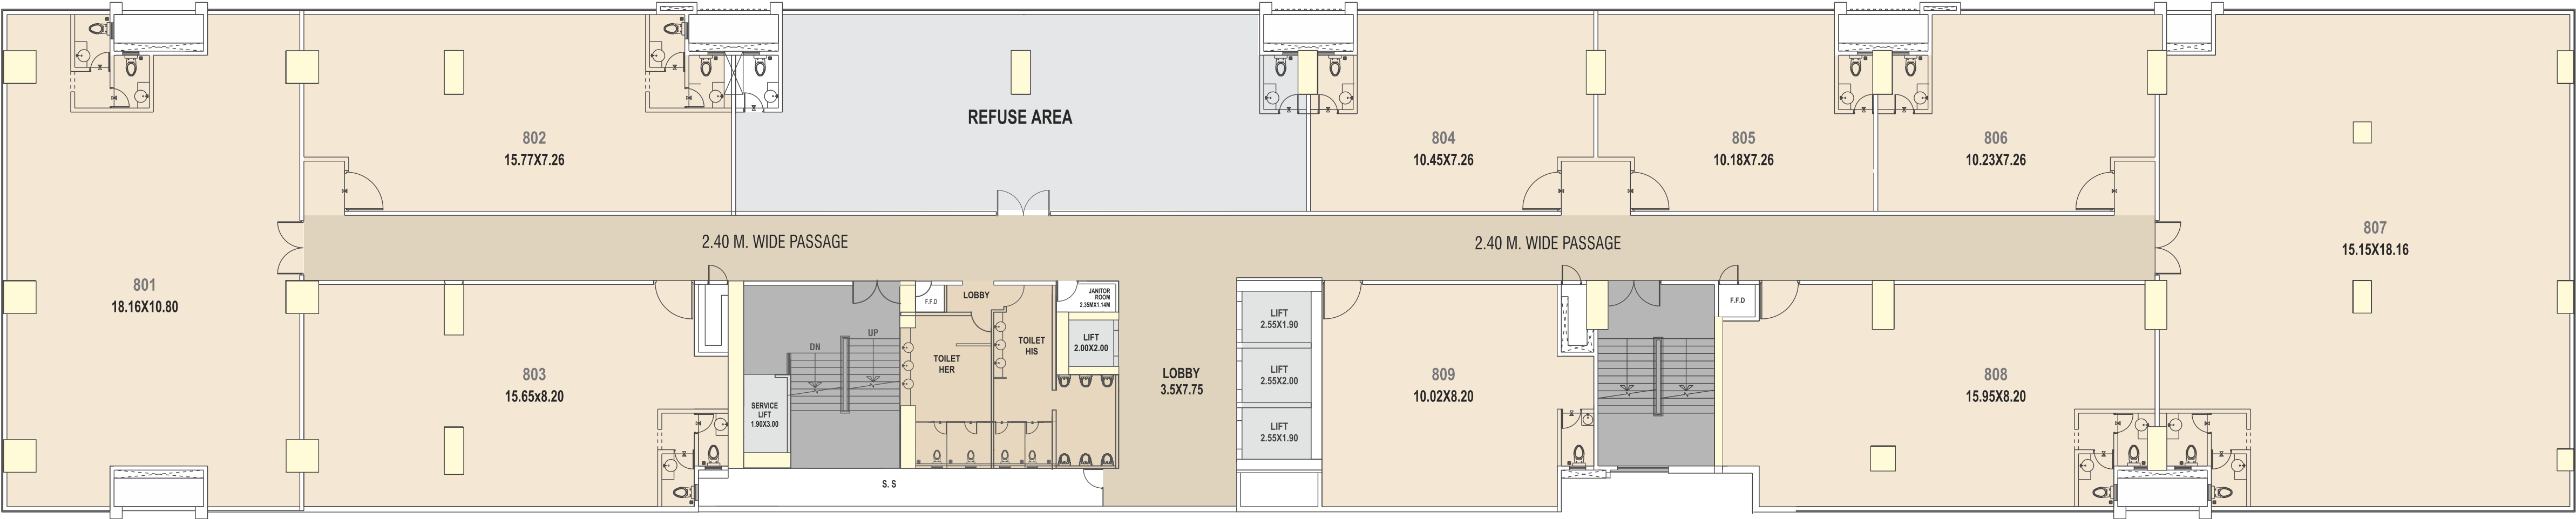 REFUSE AREA
802
15.77X7.26
804
10.45X7.26
805
10.18X7.26
806
10.23X7.26
2.40 M. WIDE PASSAGE
2.40 M. WIDE PASSAGE
807
15.15X18.16
801
18.16X10.80
803
15.65x8.20
DN
UP
SERVICE
LIFT
1.90X3.00
F.F.D
LOBBY
TOILET
HER
TOILET
HIS
JANITOR
ROOM
2.35MX1.14M
LIFT
2.00X2.00
LOBBY
3.5X7.75
LIFT
2.55X1.90
LIFT
2.55X2.00
LIFT
2.55X1.90
809
10.02X8.20
F.F.D
808
15.95X8.20
S. S